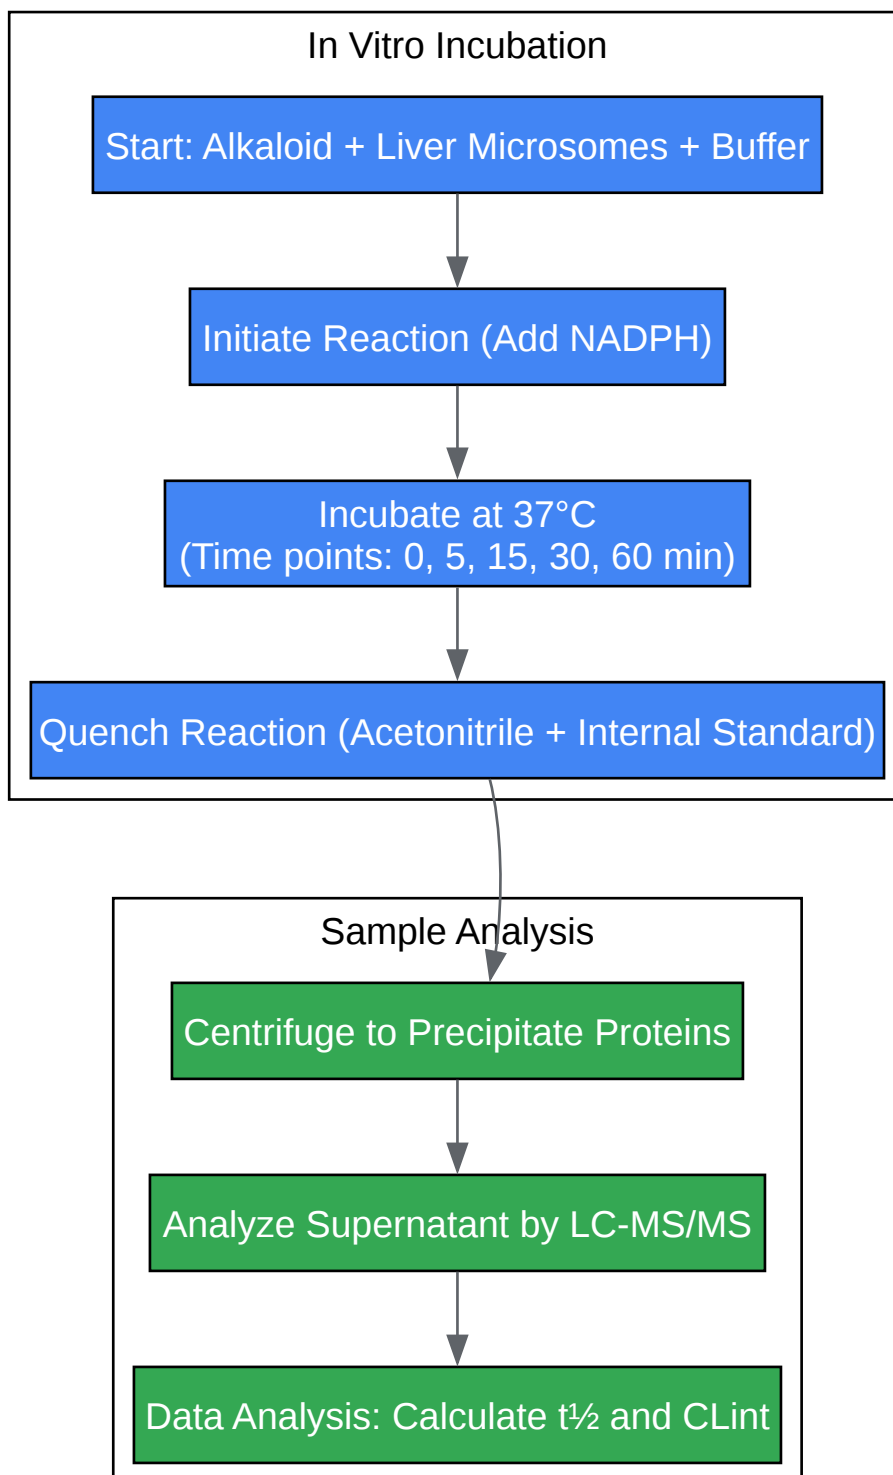 In Vitro Incubation
Start: Alkaloid + Liver Microsomes + Buffer
Initiate Reaction (Add NADPH)
Incubate at 37°C
(Time points: 0, 5, 15, 30, 60 min)
Quench Reaction (Acetonitrile + Internal Standard)
Sample Analysis
Centrifuge to Precipitate Proteins
Analyze Supernatant by LC-MS/MS
Data Analysis: Calculate t½ and CLint